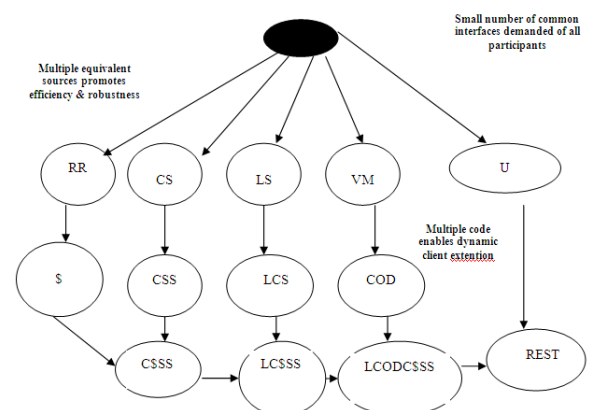 Small number of common
interfaces demanded of all
participants
Multiple equivalent
sources promotes
efficiency & robustness
RR
CS
LS
VM
U
Multiple code
enables dynamic
client extention
$
CSS
LCS
COD
C$SS
LC$SS
LCODC$SS
REST